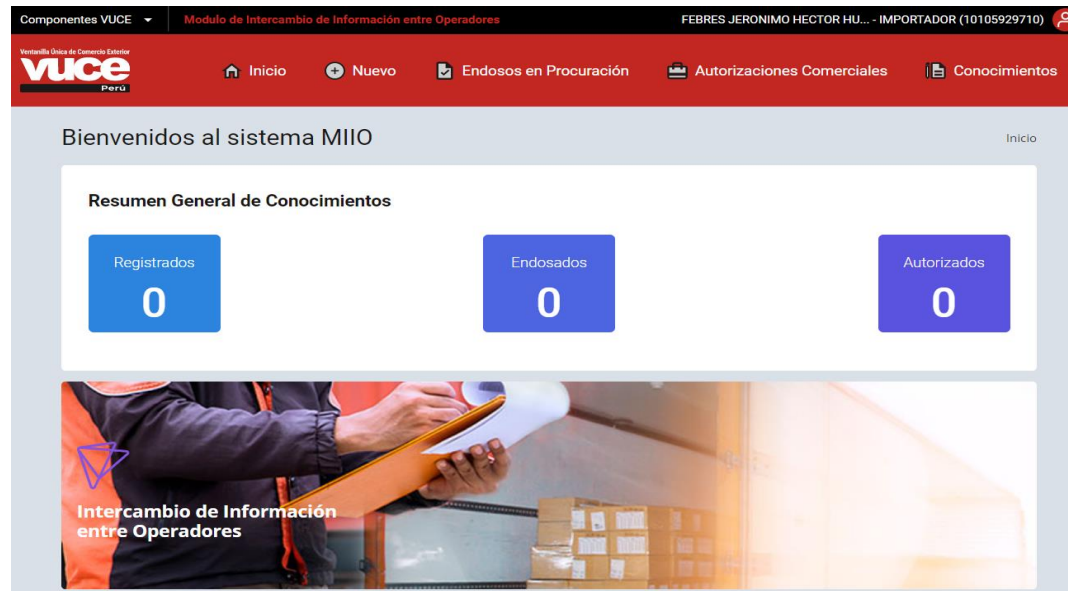 Componentes VUCE Modulo de Intercambio de Información entre Operadores FEBRES JERONIMO HECTOR HU... - IMPORTADOR (10105929710)
Ventanilla Única de Comercio Exterior
vuce
Perú
Inicio Nuevo Endosos en Procuración Autorizaciones Comerciales Conocimientos
Bienvenidos al sistema MIIO Inicio
Resumen General de Conocimientos
Registrados Endosados Autorizados
0 0 0
Intercambio de Información
entre Operadores